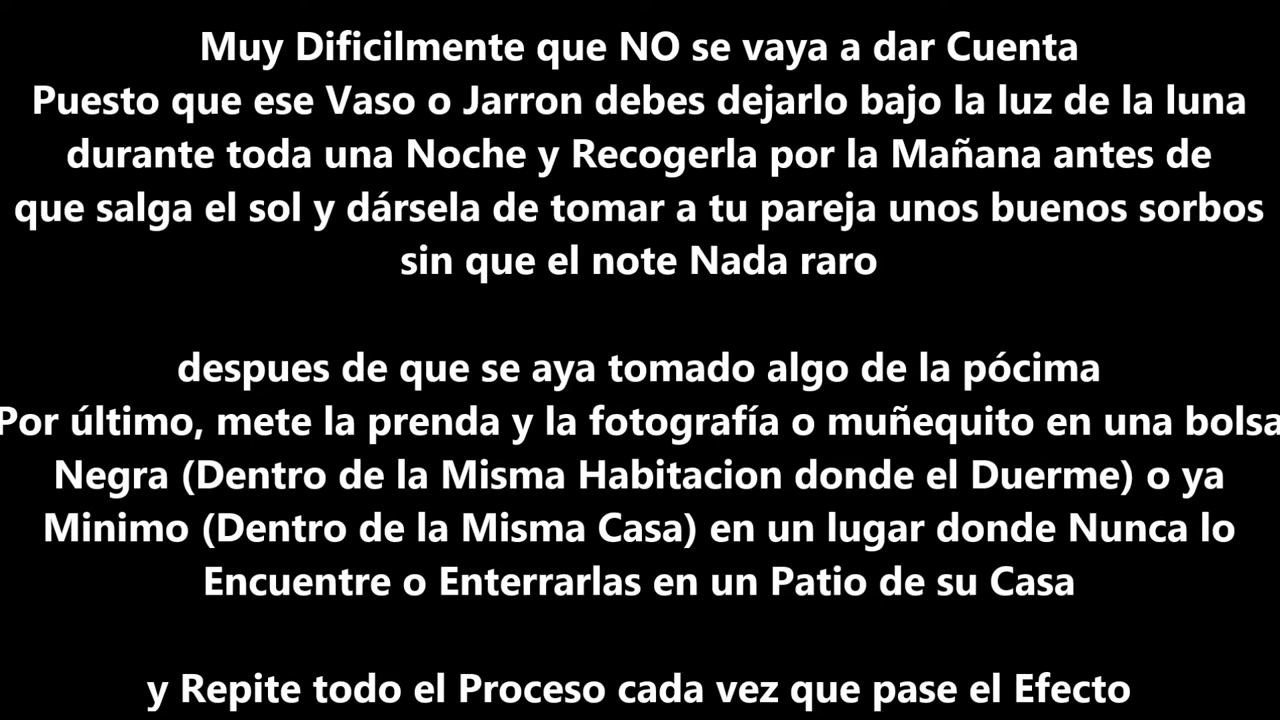 Muy Dificilmente que NO se vaya a dar Cuenta
Puesto que ese Vaso o Jarron debes dejarlo bajo la luz de la luna
durante toda una Noche y Recogerla por la Mañana antes de
que salga el sol y dársela de tomar a tu pareja unos buenos sorbos
sin que el note Nada raro
despues de que se aya tomado algo de la pócima
Por último, mete la prenda y la fotografía o muñequito en una bolsa
Negra (Dentro de la Misma Habitacion donde el Duerme) o ya
Minimo (Dentro de la Misma Casa) en un lugar donde Nunca lo
Encuentre o Enterrarlas en un Patio de su Casa
y Repite todo el Proceso cada vez que pase el Efecto